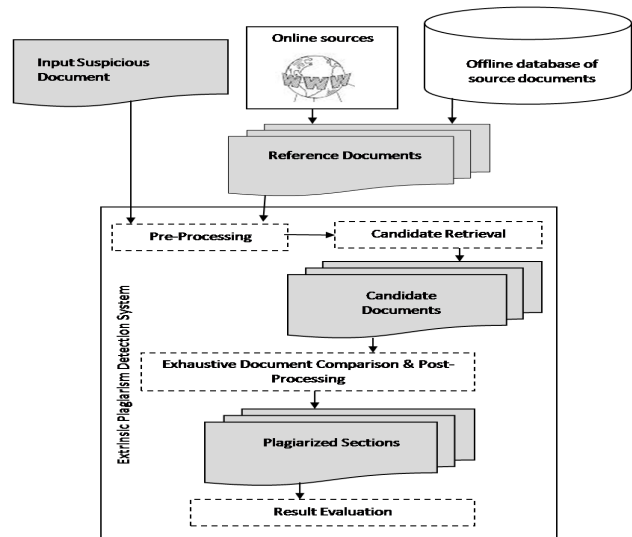 Input Suspicious
Document
Online sources
WWW
Offline database of
source documents
Reference Documents
Extrinsic Plagiarism Detection System
Pre-Processing
Candidate Retrieval
Candidate
Documents
Exhaustive Document Comparison & Post-
Processing
Plagiarized Sections
Result Evaluation